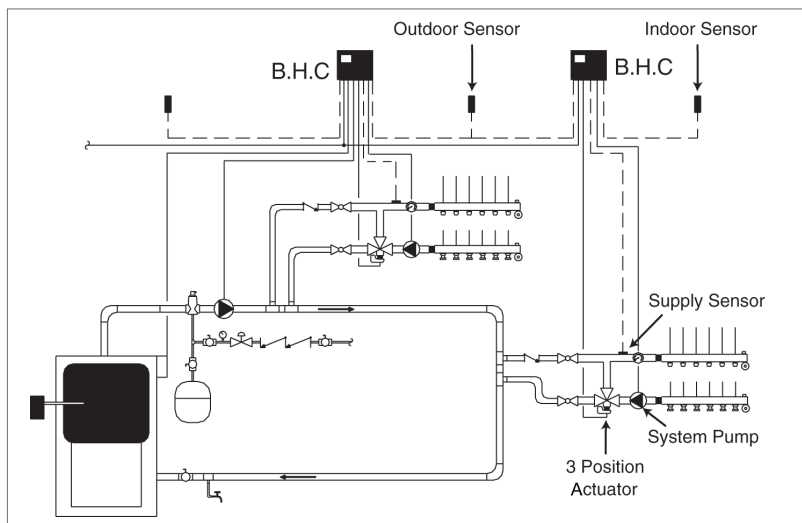 Outdoor Sensor
Indoor Sensor
B.H.C
B.H.C
Supply Sensor
System Pump
3 Position
Actuator